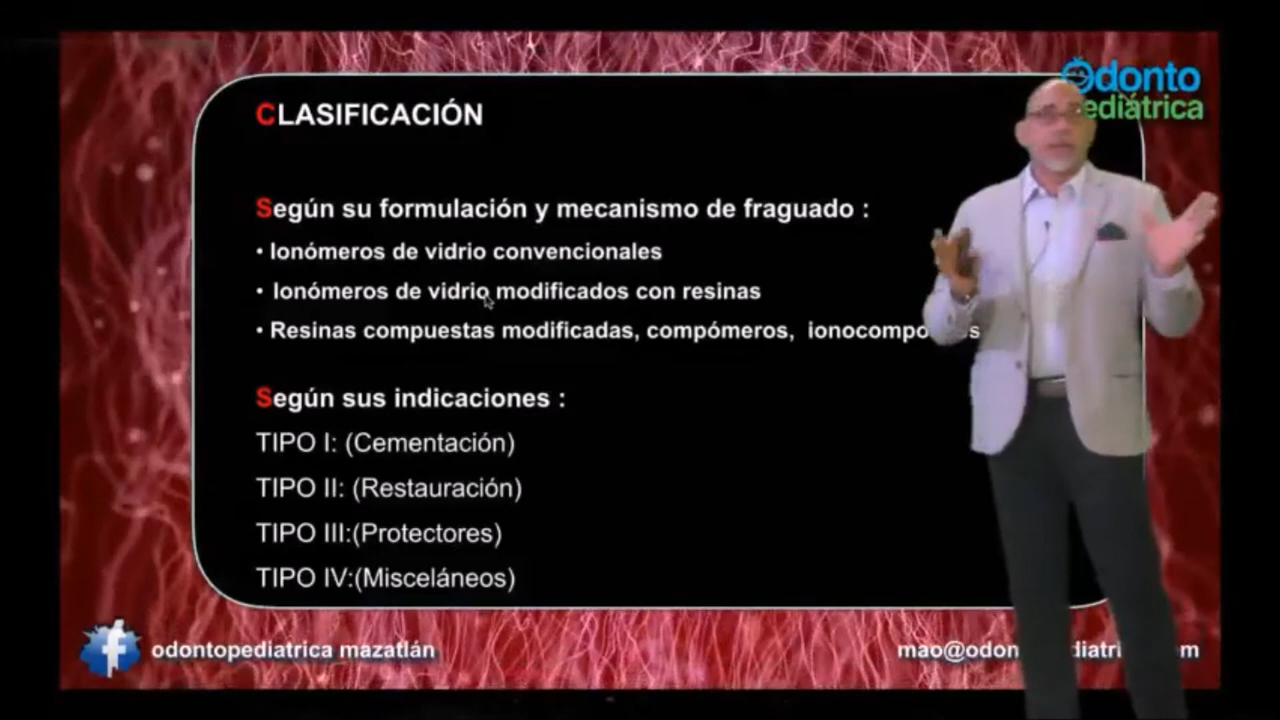 Odonto
ediátrica
CLASIFICACIÓN
Según su formulación y mecanismo de fraguado :
• Ionómeros de vidrio convencionales
• Ionómeros de vidrio modificados con resinas
• Resinas compuestas modificadas, compómeros,
Según sus indicaciones :
TIPO I: (Cementación)
TIPO II: (Restauración)
TIPO III:(Protectores)
TIPO IV:(Misceláneos)
f odontopediatrica mazatlán